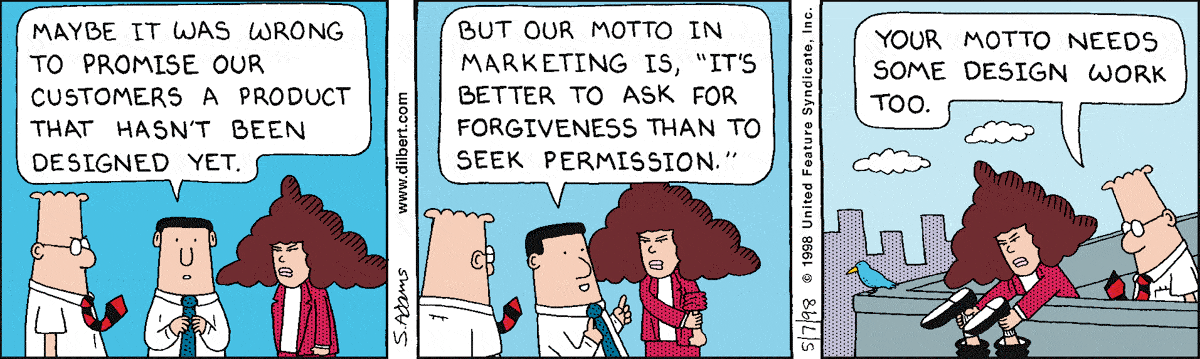 MAYBE IT WAS WRONG
TO PROMISE OUR
CUSTOMERS A PRODUCT
THAT HASN'T BEEN
DESIGNED YET.
www.dilbert.com
S.Adams
BUT OUR MOTTO IN
MARKETING IS, "IT'S
BETTER TO ASK FOR
FORGIVENESS THAN TO
SEEK PERMISSION."
5/7/98 © 1998 United Feature Syndicate, Inc.
YOUR MOTTO NEEDS
SOME DESIGN WORK
TOO.